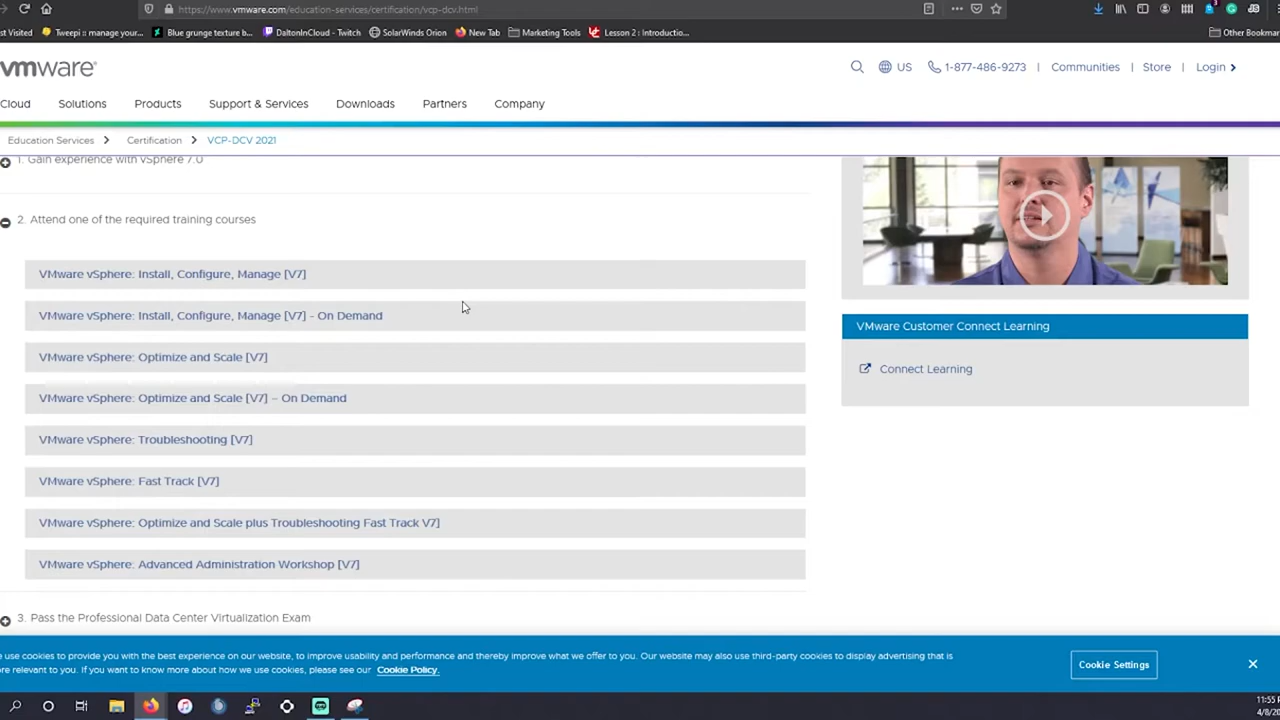 https://www.vmware.com/education-services/certification/vcp-dcv.html
st Visited
Tweepi :: manage your...
Blue grunge texture b...
DaltonInCloud - Twitch
SolarWinds Orion
New Tab
Marketing Tools
Lesson 2 : Introductio...
Other Bookmar
vmware®
US
1-877-486-9273
Communities
Store
Login
Cloud
Solutions
Products
Support & Services
Downloads
Partners
Company
Education Services
Certification
VCP-DCV 2021
1. Gain experience with vSphere 7.0
2. Attend one of the required training courses
VMware vSphere: Install, Configure, Manage [V7]
VMware vSphere: Install, Configure, Manage [V7] - On Demand
VMware vSphere: Optimize and Scale [V7]
VMware vSphere: Optimize and Scale [V7] – On Demand
VMware vSphere: Troubleshooting [V7]
VMware vSphere: Fast Track [V7]
VMware vSphere: Optimize and Scale plus Troubleshooting Fast Track V7]
VMware vSphere: Advanced Administration Workshop [V7]
3. Pass the Professional Data Center Virtualization Exam
VMware Customer Connect Learning
Connect Learning
use cookies to provide you with the best experience on our website, to improve usability and performance and thereby improve what we offer to you. Our website may also use third-party cookies to display advertising that is
re relevant to you. If you want to know more about how we use cookies, please see our Cookie Policy.
Cookie Settings
11:55
4/8/20